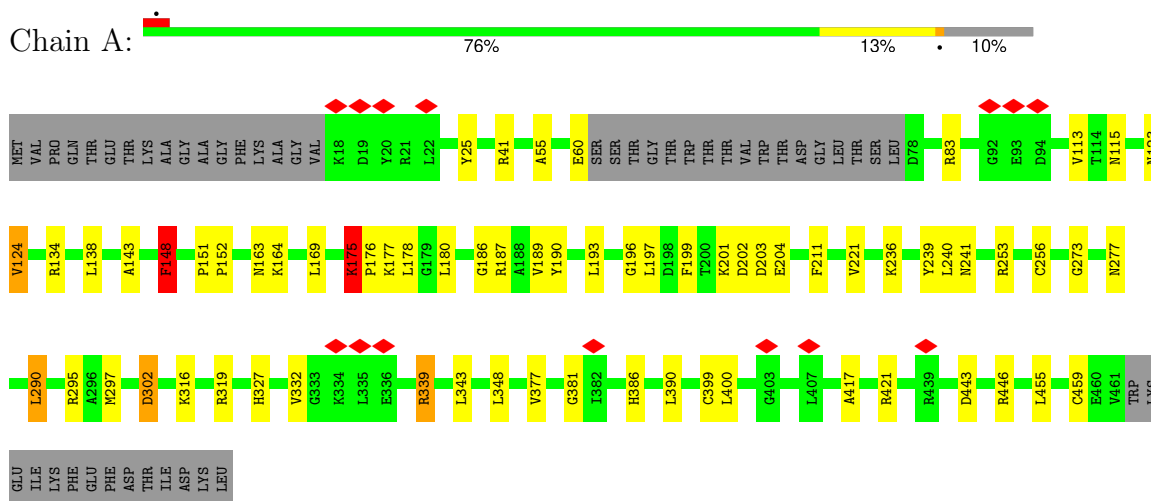 Chain A:
76% 13% • 10%
MET VAL PRO GLN THR GLU THR LYS ALA GLY ALA GLY PHE LYS ALA GLY VAL K18 D19 Y20 R21 L22 Y25 R41 A55 E60 SER SER THR GLY THR TRP THR THR VAL TRP THR ASP GLY LEU THR SER LEU D78 R83 G92 E93 D94 V113 T114 N115
V124 R134 L138 A143 F148 P151 P152 N163 K164 L169 K175 P176 K177 L178 G179 L180 G186 R187 A188 V189 Y190 L193 G196 L197 D198 F199 T200 K201 D202 D203 E204 F211 V221 K236 Y239 L240 N241 R253 C256 G273 N277
L290 R295 A296 M297 D302 K316 R319 H327 V332 G333 K334 L335 E336 R339 L343 L348 V377 G381 I382 H386 L390 C399 L400 G403 L407 A417 R421 R439 D443 R446 L455 C459 E460 V461 TRP
GLU ILE LYS PHE GLU PHE ASP THR ILE ASP LYS LEU